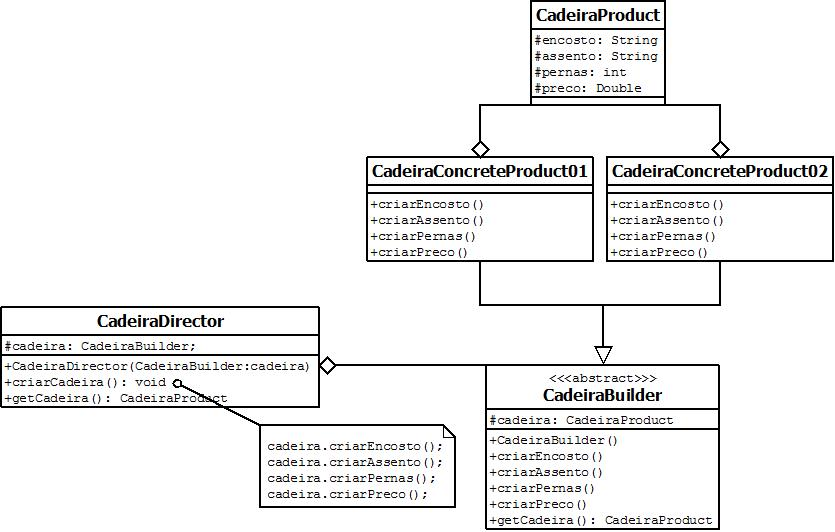 CadeiraProduct
#encosto: String
#assento: String
#pernas: int
#preco: Double
CadeiraConcreteProduct01
+criarEncosto()
+criarAssento()
+criarPernas()
+criarPreco()
CadeiraConcreteProduct02
+criarEncosto()
+criarAssento()
+criarPernas()
+criarPreco()
CadeiraDirector
#cadeira: CadeiraBuilder;
+CadeiraDirector(CadeiraBuilder:cadeira)
+criarCadeira(): void
+getCadeira(): CadeiraProduct
cadeira.criarEncosto();
cadeira.criarAssento();
cadeira.criarPernas();
cadeira.criarPreco();
<<<abstract>>>
CadeiraBuilder
#cadeira: CadeiraProduct
+CadeiraBuilder()
+criarEncosto()
+criarAssento()
+criarPernas()
+criarPreco()
+getCadeira(): CadeiraProduct